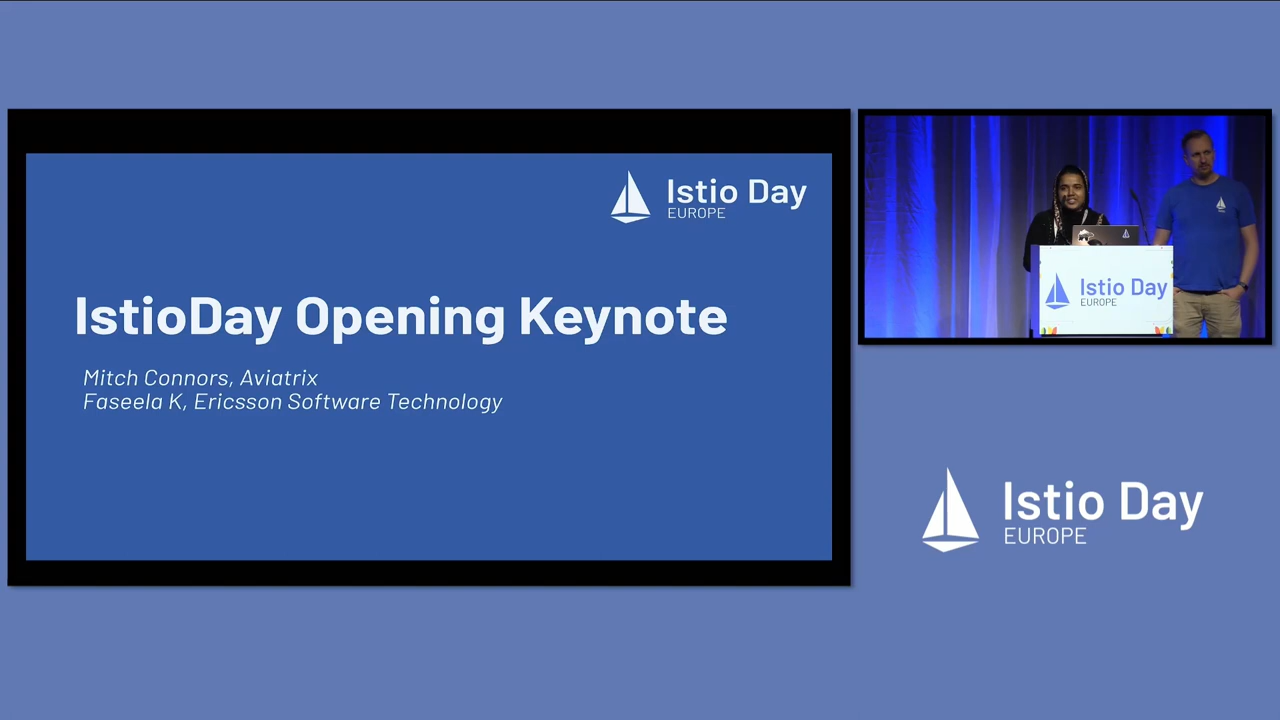 Istio Day
EUROPE
IstioDay Opening Keynote
Mitch Connors, Aviatrix
Faseela K, Ericsson Software Technology
Istio Day
EUROPE
Istio Day
EUROPE